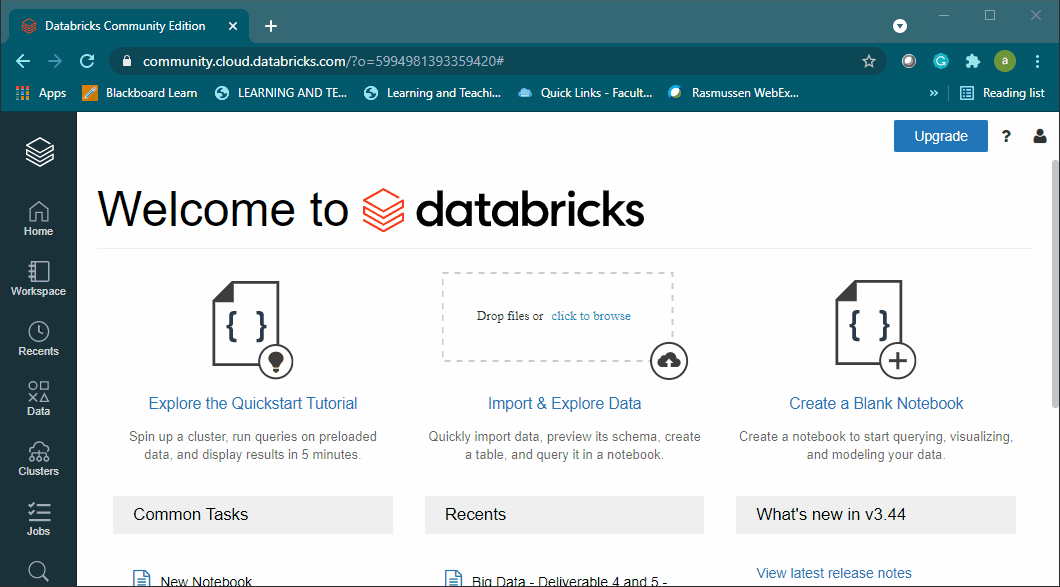 Databricks Community Edition
community.cloud.databricks.com/?o=5994981393359420#
a
Apps
Blackboard Learn
LEARNING AND TE...
Learning and Teachi...
Quick Links - Facult...
Rasmussen WebEx...
»
Reading list
Upgrade
?
Welcome to databricks
Home
Workspace
Recents
Data
Clusters
Jobs
{ }
Drop files or click to browse
{ }
Explore the Quickstart Tutorial
Import & Explore Data
Create a Blank Notebook
Spin up a cluster, run queries on preloaded
data, and display results in 5 minutes.
Quickly import data, preview its schema, create
a table, and query it in a notebook.
Create a notebook to start querying, visualizing,
and modeling your data.
Common Tasks
Recents
What's new in v3.44
New Notebook
Big Data - Deliverable 4 and 5 -
View latest release notes